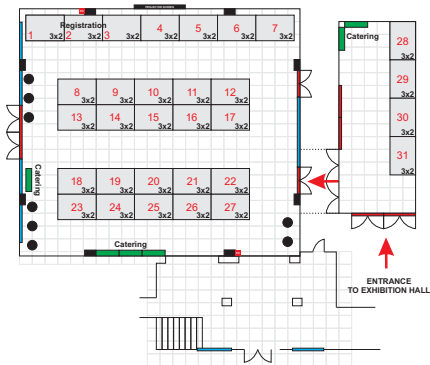 Registration
1 3x2 2 3x2 3 3x2 4 3x2 5 3x2 6 3x2 7 3x2
8 3x2 9 3x2 10 3x2 11 3x2 12 3x2
13 3x2 14 3x2 15 3x2 16 3x2 17 3x2
18 3x2 19 3x2 20 3x2 21 3x2 22 3x2
23 3x2 24 3x2 25 3x2 26 3x2 27 3x2
Catering
Catering
Catering
28 3x2
29 3x2
30 3x2
31 3x2
ENTRANCE
TO EXHIBITION HALL